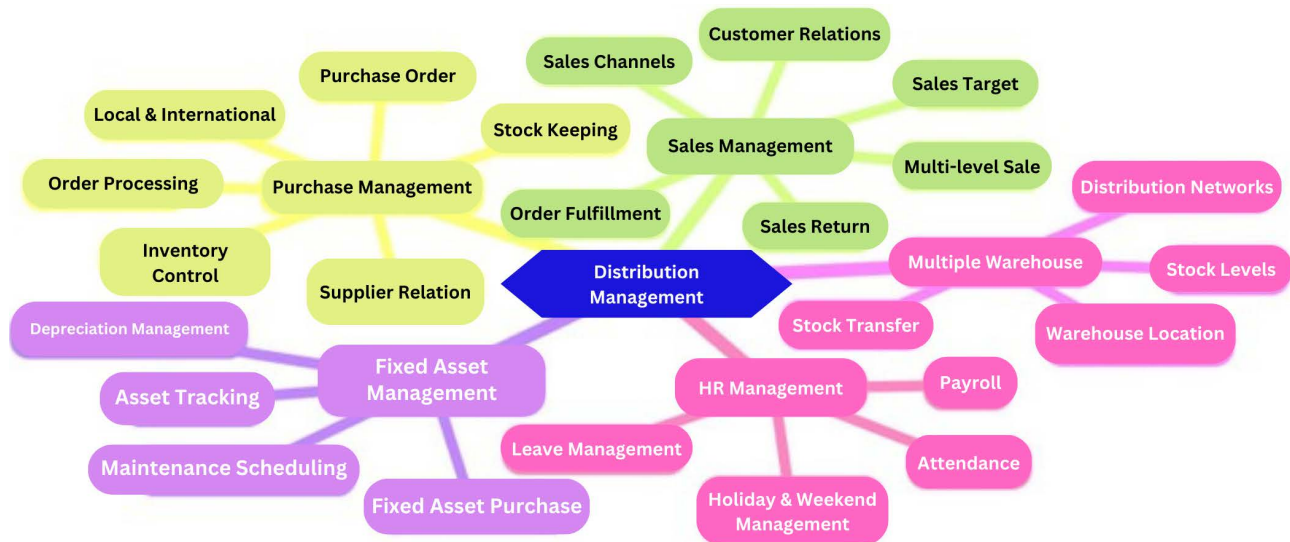 Customer Relations
Sales Channels
Sales Target
Sales Management
Multi-level Sale
Order Fulfillment
Sales Return
Purchase Order
Local & International
Stock Keeping
Order Processing
Purchase Management
Inventory
Control
Supplier Relation
Distribution
Management
Distribution Networks
Multiple Warehouse
Stock Levels
Stock Transfer
Warehouse Location
Depreciation Management
Fixed Asset
Management
Asset Tracking
Maintenance Scheduling
Fixed Asset Purchase
HR Management
Payroll
Leave Management
Attendance
Holiday & Weekend
Management